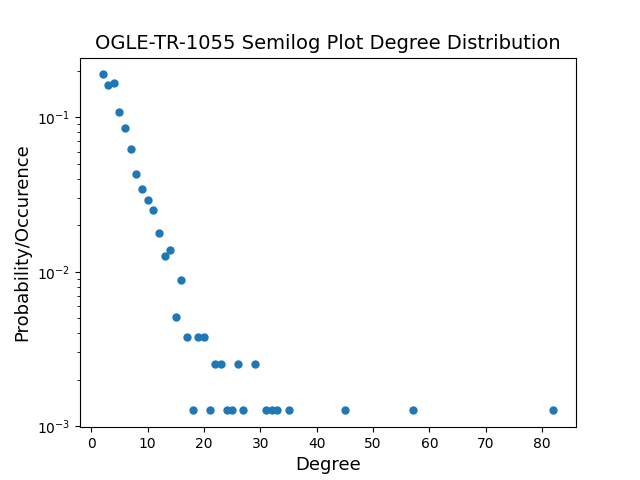 OGLE-TR-1055 Semilog Plot Degree Distribution
Probability/Occurence
10⁻¹
10⁻²
10⁻³
0 10 20 30 40 50 60 70 80
Degree